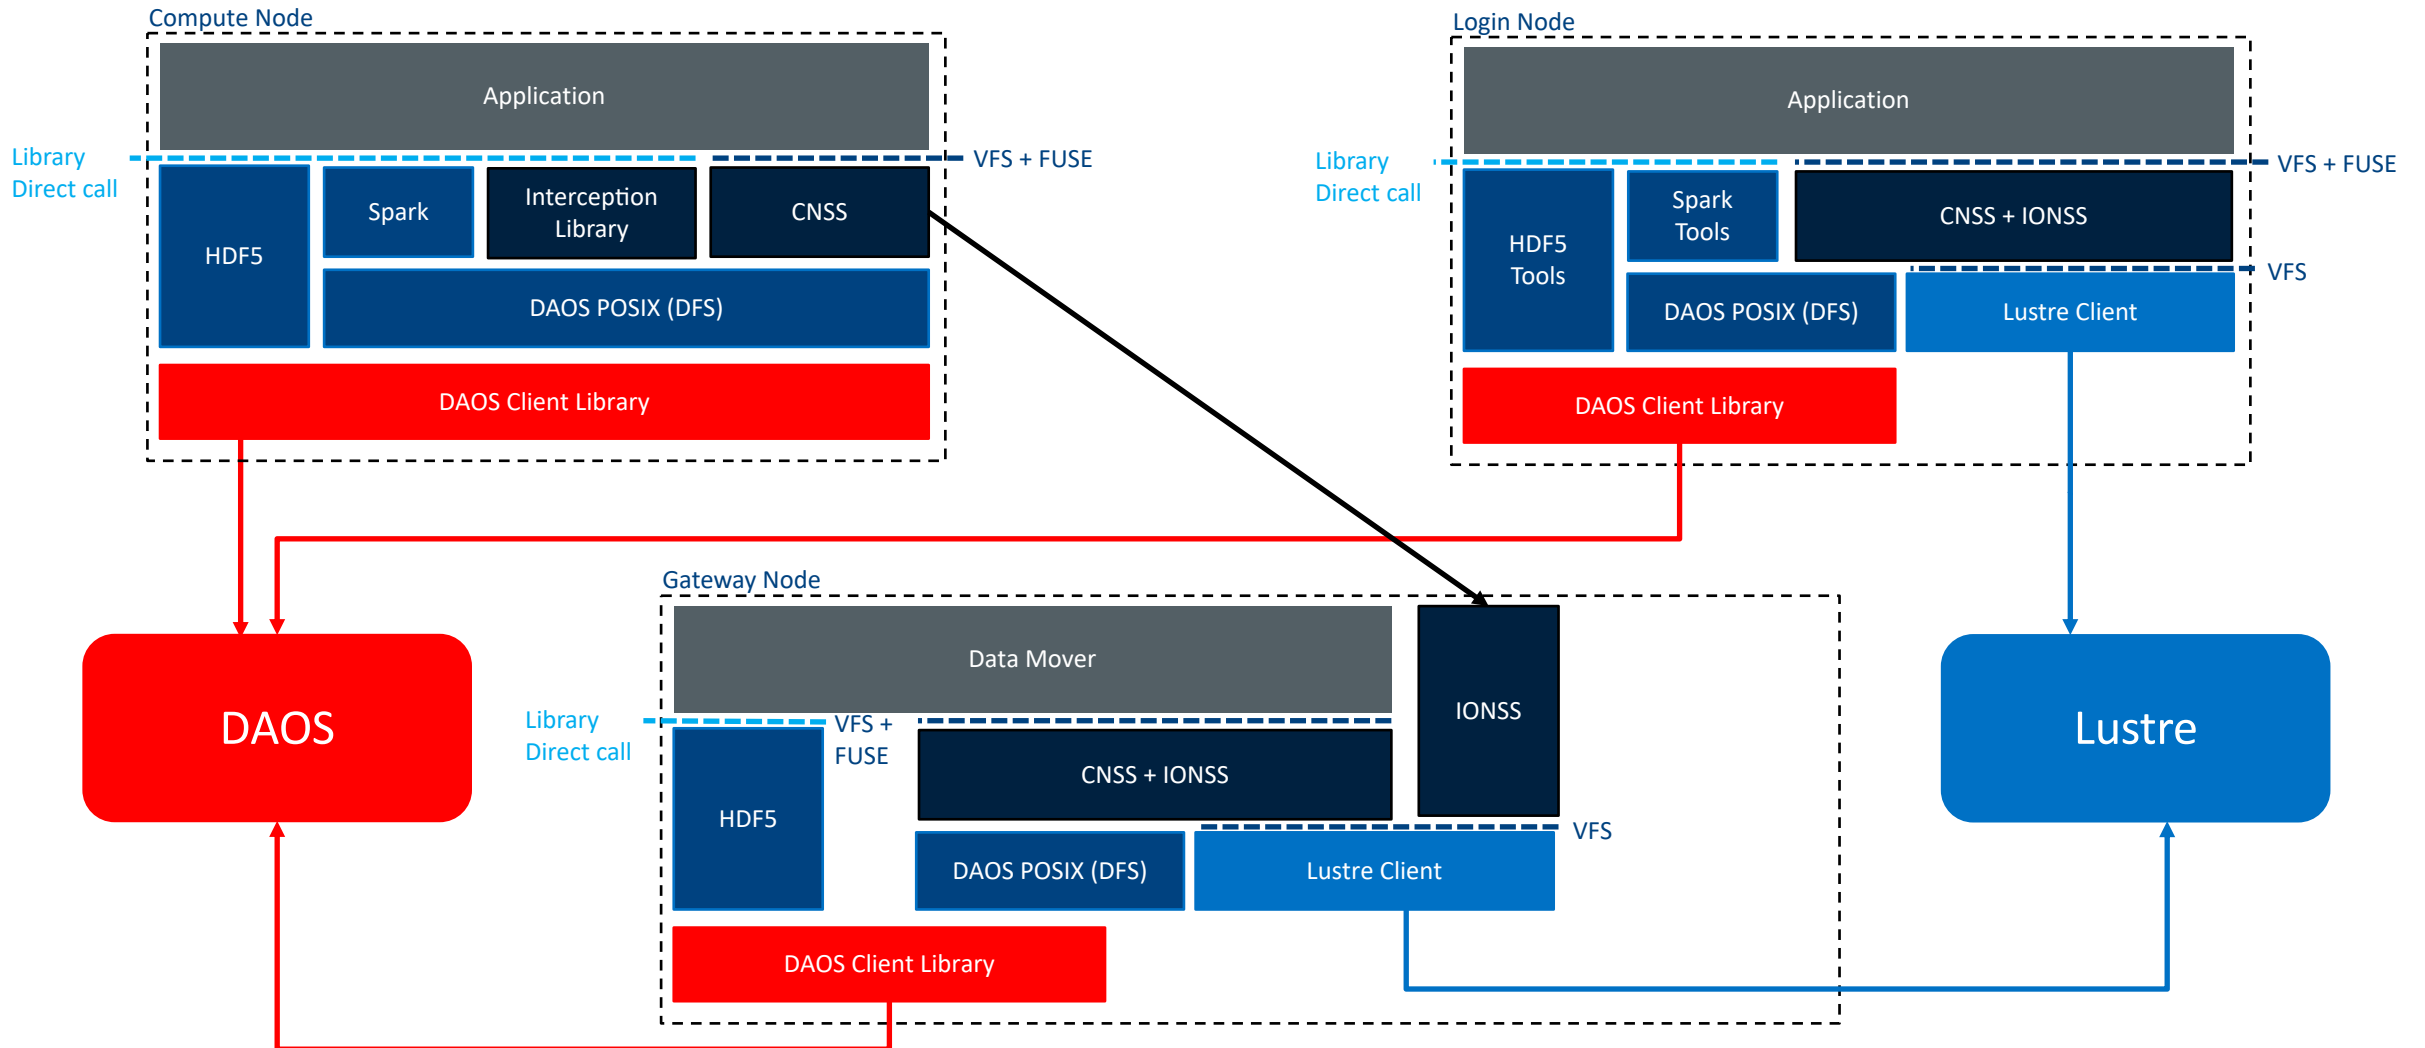 Compute Node
Application
Library
Direct call
VFS + FUSE
HDF5
Spark
Interception
Library
CNSS
DAOS POSIX (DFS)
DAOS Client Library
Login Node
Application
Library
Direct call
VFS + FUSE
HDF5
Tools
Spark
Tools
CNSS + IONSS
VFS
DAOS POSIX (DFS)
Lustre Client
DAOS Client Library
Gateway Node
Data Mover
IONSS
Library
Direct call
VFS +
FUSE
HDF5
CNSS + IONSS
VFS
DAOS POSIX (DFS)
Lustre Client
DAOS Client Library
DAOS
Lustre